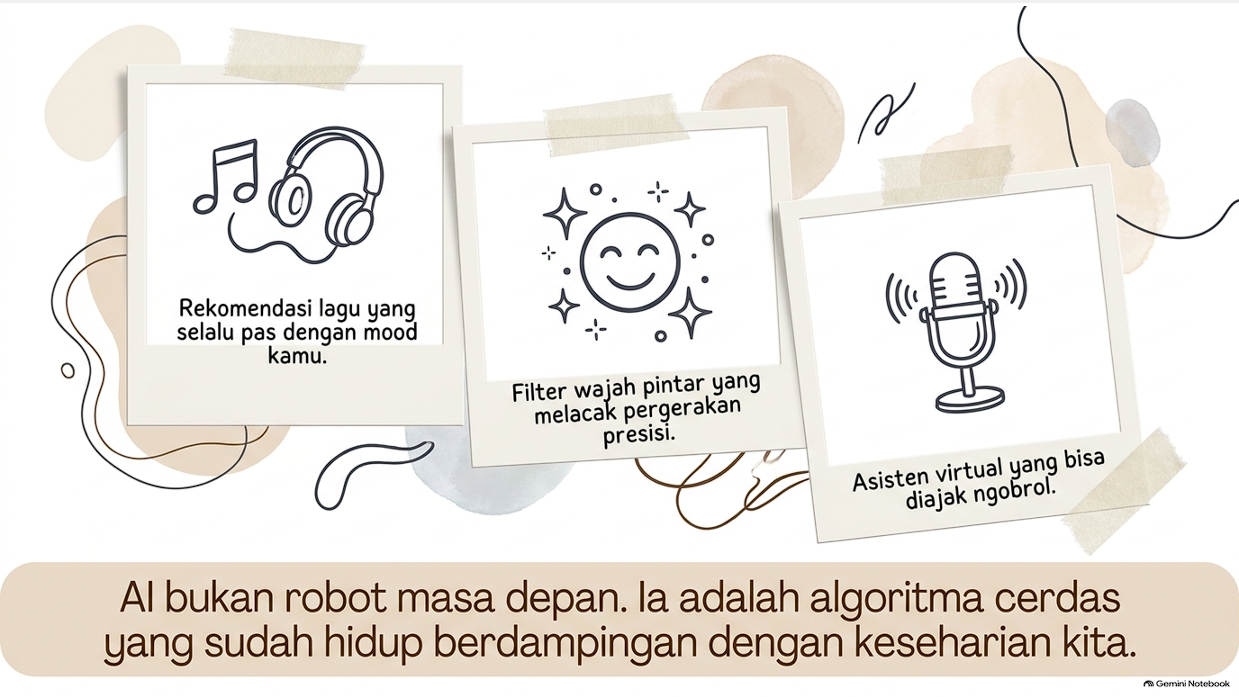 Rekomendasi lagu yang
selalu pas dengan mood
kamu.
Filter wajah pintar yang
melacak pergerakan
presisi.
Asisten virtual yang bisa
diajak ngobrol.
AI bukan robot masa depan. Ia adalah algoritma cerdas
yang sudah hidup berdampingan dengan keseharian kita.
Gemini Notebook